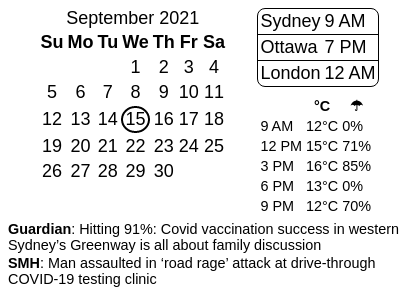 September 2021
Su Mo Tu We Th Fr Sa
1 2 3 4
5 6 7 8 9 10 11
12 13 14 15 16 17 18
19 20 21 22 23 24 25
26 27 28 29 30
Sydney 9 AM
Ottawa 7 PM
London 12 AM
°C ☂
9 AM 12°C 0%
12 PM 15°C 71%
3 PM 16°C 85%
6 PM 13°C 0%
9 PM 12°C 70%
Guardian: Hitting 91%: Covid vaccination success in western
Sydney’s Greenway is all about family discussion
SMH: Man assaulted in ‘road rage’ attack at drive-through
COVID-19 testing clinic